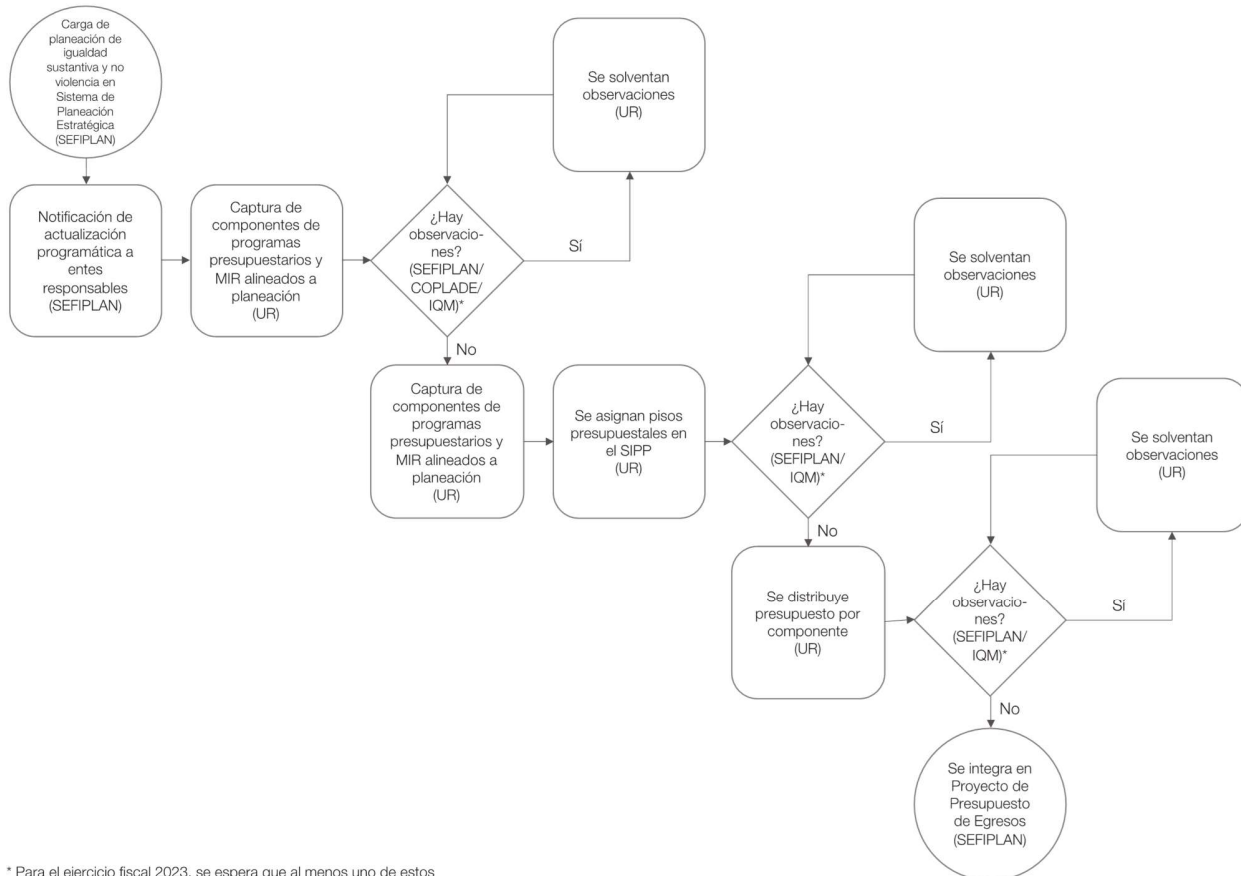 Carga de
planeación de
igualdad
sustantiva y no
violencia en
Sistema de
Planeación
Estratégica
(SEFIPLAN)
Notificación de
actualización
programática a
entes
responsables
(SEFIPLAN)
Captura de
componentes de
programas
presupuestarios y
MIR alineados a
planeación
(UR)
¿Hay
observacio-
nes?
(SEFIPLAN/
COPLADE/
IQM)*
Sí
Se solventan
observaciones
(UR)
No
Captura de
componentes de
programas
presupuestarios y
MIR alineados a
planeación
(UR)
Se asignan pisos
presupuestales en
el SIPP
(UR)
¿Hay
observacio-
nes?
(SEFIPLAN/
IQM)*
Sí
Se solventan
observaciones
(UR)
No
Se distribuye
presupuesto por
componente
(UR)
¿Hay
observacio-
nes?
(SEFIPLAN/
IQM)*
Sí
Se solventan
observaciones
(UR)
No
Se integra en
Proyecto de
Presupuesto
de Egresos
(SEFIPLAN)
* Para el ejercicio fiscal 2023, se espera que al menos uno de estos